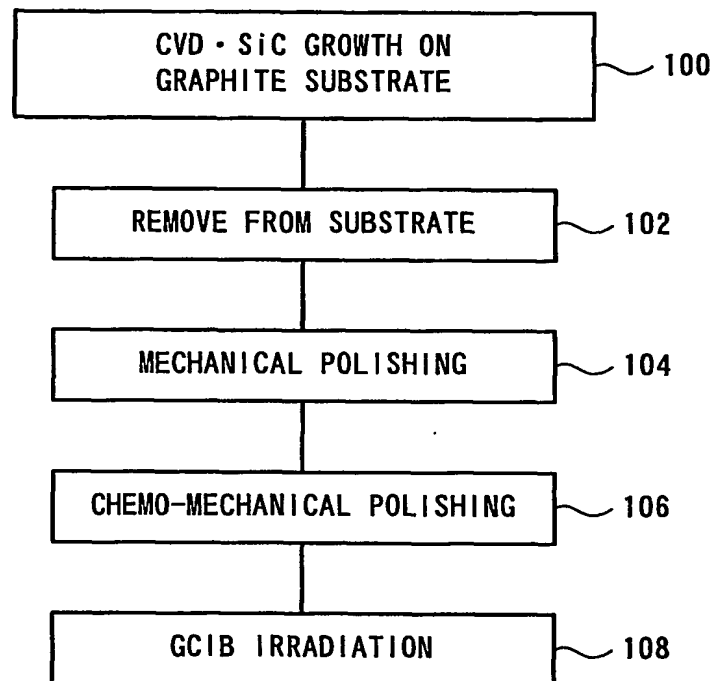 CVD・SiC GROWTH ON
GRAPHITE SUBSTRATE
100
REMOVE FROM SUBSTRATE
102
MECHANICAL POLISHING
104
CHEMO-MECHANICAL POLISHING
106
GCIB IRRADIATION
108